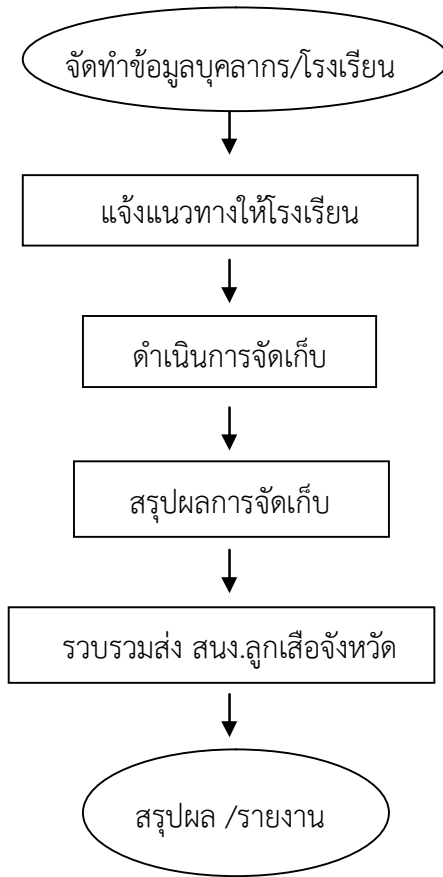 จัดทำข้อมูลบุคลากร/โรงเรียน
แจ้งแนวทางให้โรงเรียน
ดำเนินการจัดเก็บ
สรุปผลการจัดเก็บ
รวบรวมส่ง สนง.ลูกเสือจังหวัด
สรุปผล /รายงาน